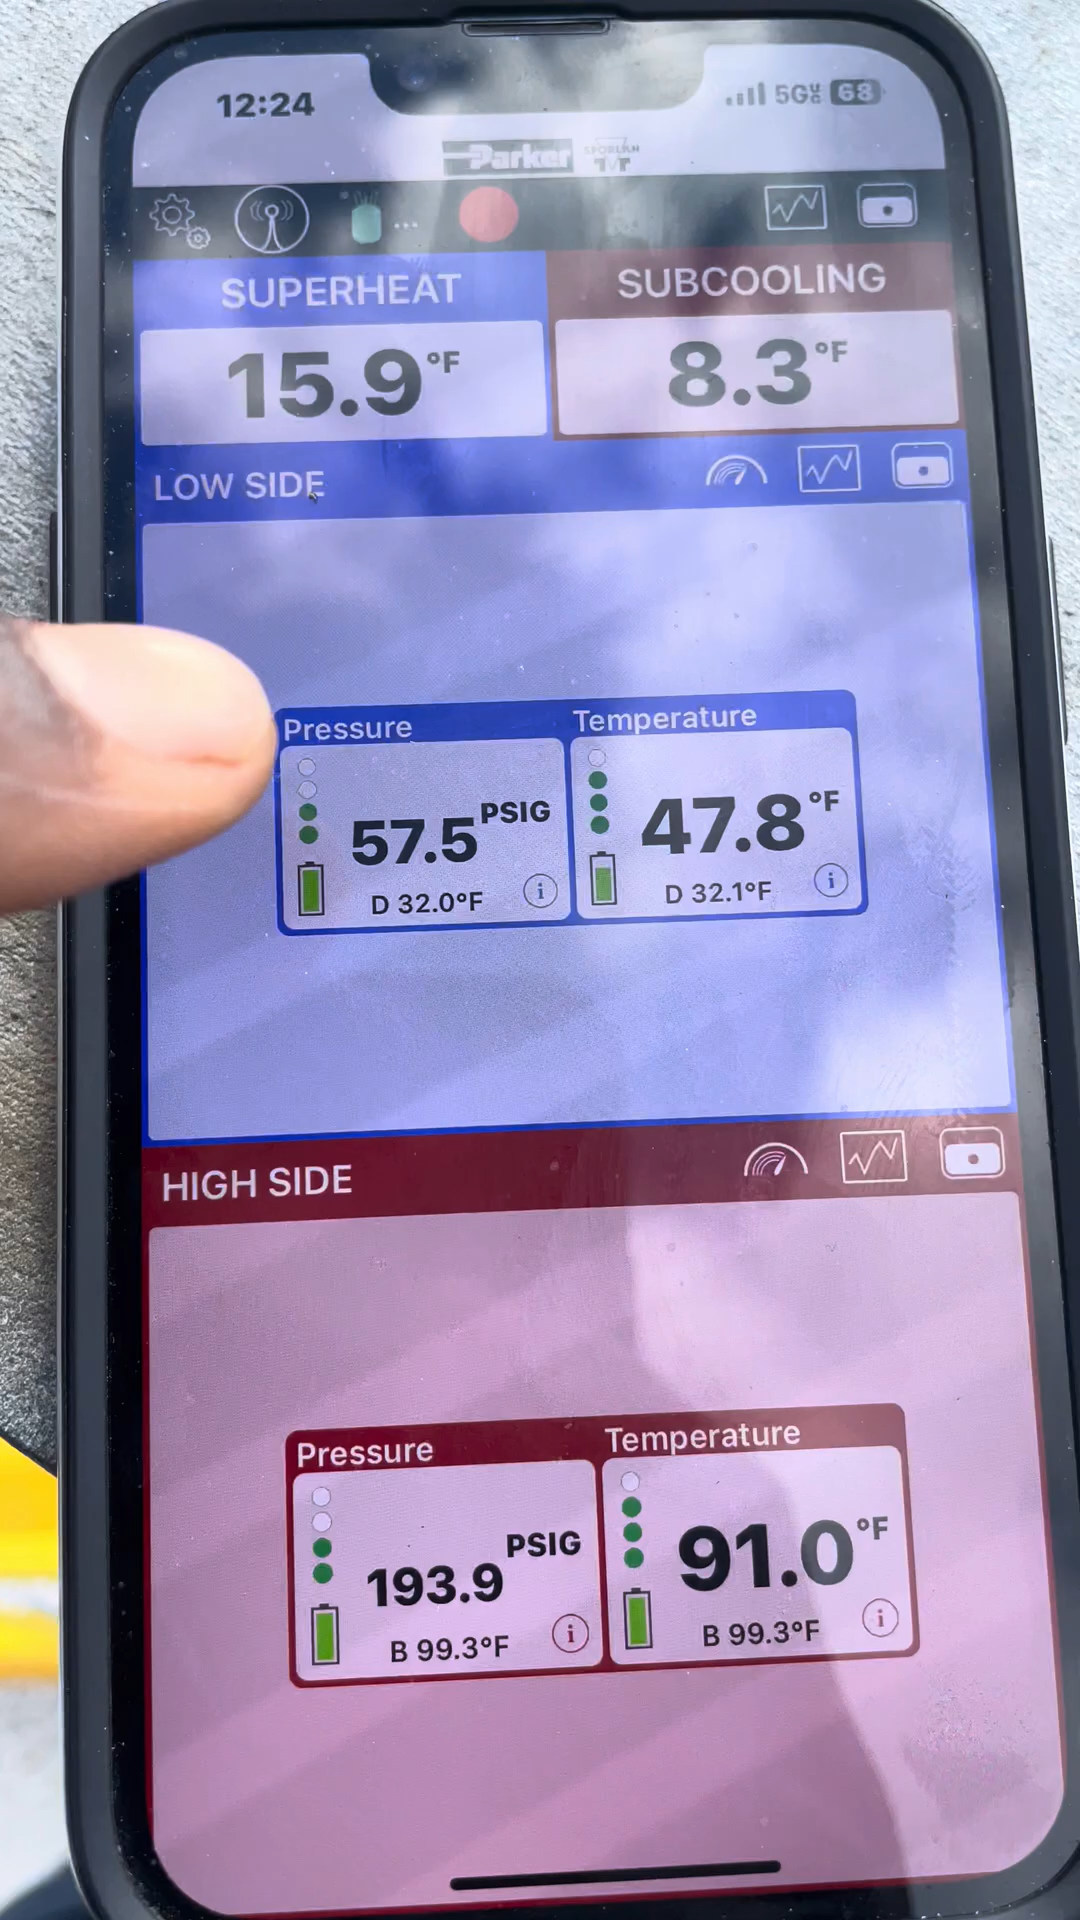 12:24
5G 68
Parker SPORLAN
SUPERHEAT
SUBCOOLING
15.9 °F
8.3 °F
LOW SIDE
Pressure
Temperature
57.5 PSIG
47.8 °F
D 32.0°F i
D 32.1°F i
HIGH SIDE
Pressure
Temperature
193.9 PSIG
91.0 °F
B 99.3°F i
B 99.3°F i